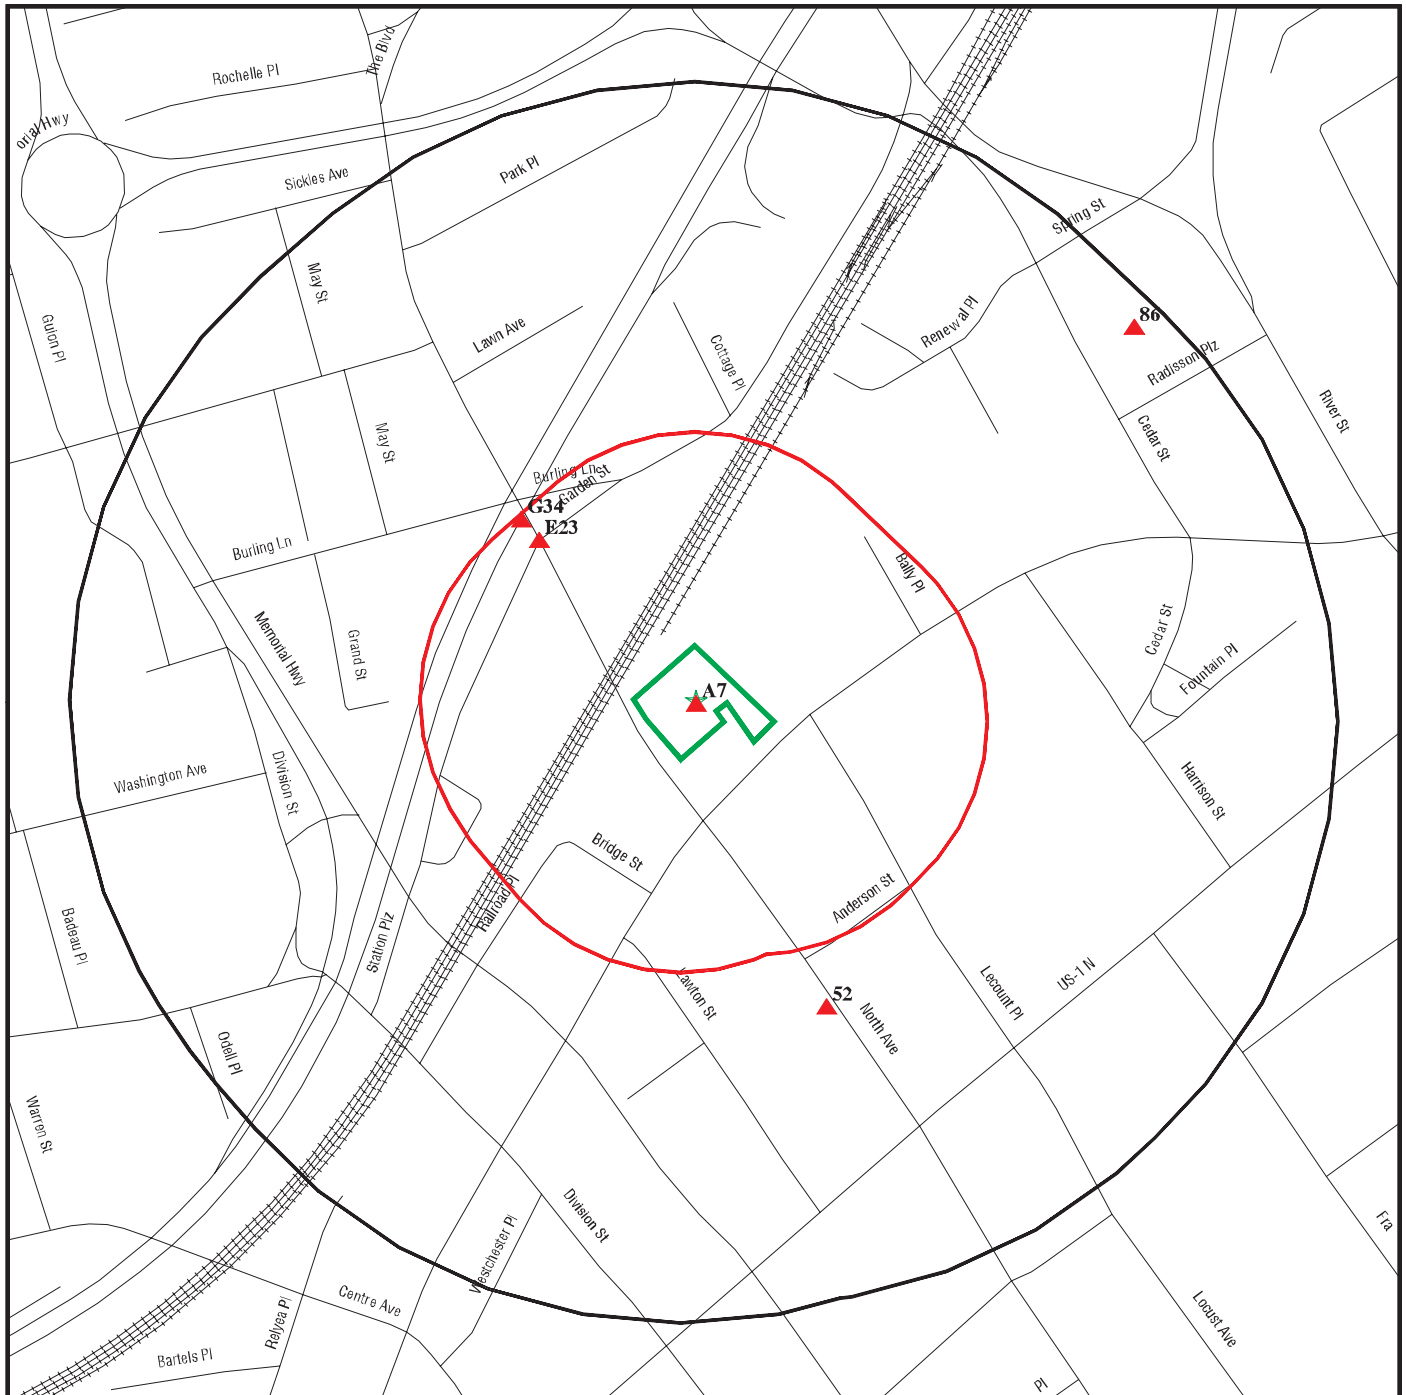 The Blvd
Rochelle Pl
orial Hwy
Park Pl
Sickles Ave
Spring St
May St
86
Renewal Pl
Guion Pl
Lawn Ave
Cottage Pl
Radisson Plz
River St
May St
Cedar St
Burling Ln
Garden St
G34
E23
Burling Ln
Bally Pl
Memorial Hwy
Grand St
Cedar St
Fountain Pl
A7
Washington Ave
Division St
Harrison St
Bridge St
Anderson St
Railroad Pl
Badeau Pl
Station Plz
US-1 N
Lawton St
52
Lecount Pl
North Ave
Odell Pl
Warren St
Division St
Fra
Westchester Pl
Centre Ave
Relyea Pl
Locust Ave
Bartels Pl
Pl